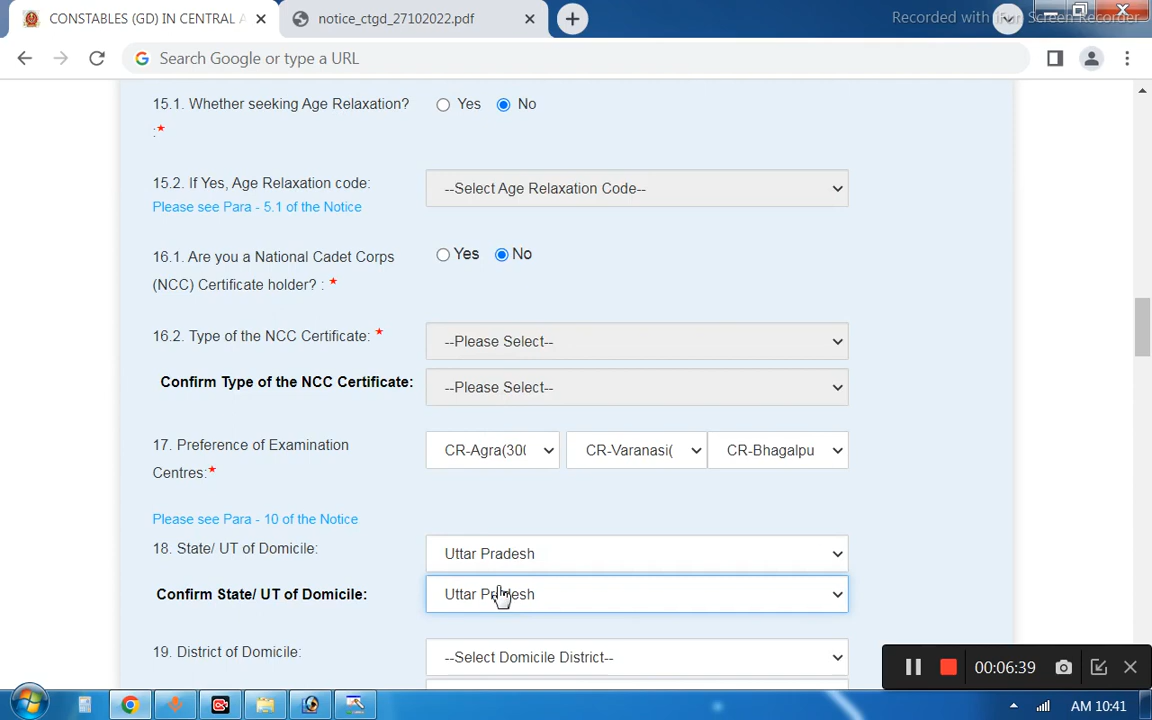 CONSTABLES (GD) IN CENTRAL A
notice_ctgd_27102022.pdf
Recorded with Screen Recorder
Search Google or type a URL
15.1. Whether seeking Age Relaxation?
:*
Yes No
15.2. If Yes, Age Relaxation code:
--Select Age Relaxation Code--
Please see Para - 5.1 of the Notice
16.1. Are you a National Cadet Corps
(NCC) Certificate holder? : *
Yes No
16.2. Type of the NCC Certificate: *
--Please Select--
Confirm Type of the NCC Certificate:
--Please Select--
17. Preference of Examination
Centres:*
CR-Agra(300 CR-Varanasi( CR-Bhagalpu
Please see Para - 10 of the Notice
18. State/ UT of Domicile:
Uttar Pradesh
Confirm State/ UT of Domicile:
Uttar Pradesh
19. District of Domicile:
--Select Domicile District--
00:06:39
AM 10:41